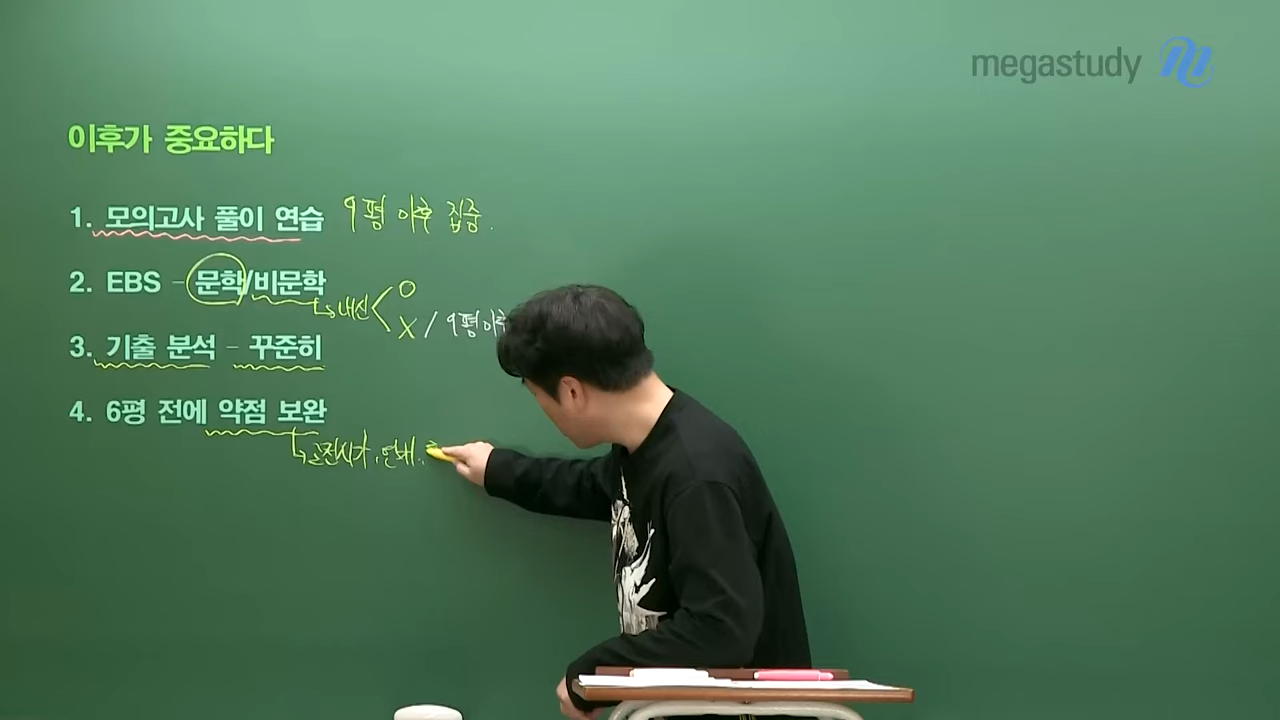 megastudy
이후가 중요하다
1. 모의고사 풀이 연습 9평 이후 집중.
2. EBS - 문학/비문학
내신 < O
X / 9평 이후
3. 기출 분석 - 꾸준히
4. 6평 전에 약점 보완
고전시가, 연계,